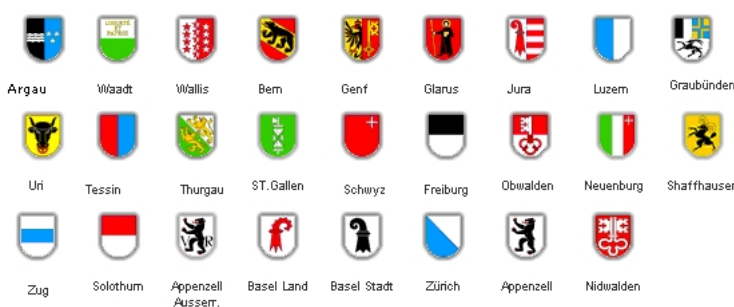 LIBERTÉ
ET
PATRIE
Argau Waadt Wallis Bern Genf Glarus Jura Luzern Graubünden
Uri Tessin Thurgau ST.Gallen Schwyz Freiburg Obwalden Neuenburg Shaffhausen
V R
Zug Solothurn Appenzell Basel Land Basel Stadt Zürich Appenzell Nidwalden
Ausserr.